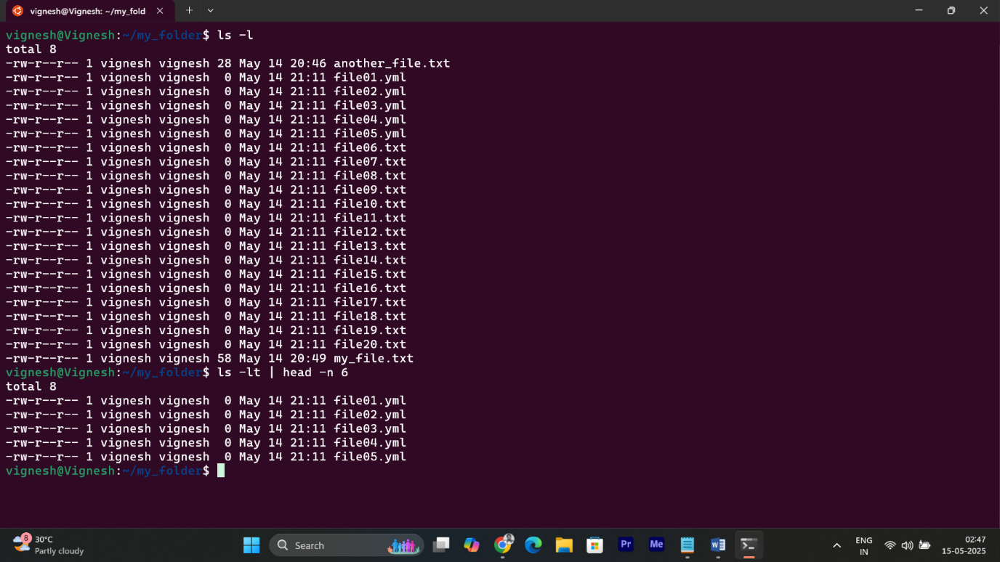 vignesh@Vignesh: ~/my_fold
vignesh@Vignesh:~/my_folder$ ls -l
total 8
-rw-r--r-- 1 vignesh vignesh 28 May 14 20:46 another_file.txt
-rw-r--r-- 1 vignesh vignesh  0 May 14 21:11 file01.yml
-rw-r--r-- 1 vignesh vignesh  0 May 14 21:11 file02.yml
-rw-r--r-- 1 vignesh vignesh  0 May 14 21:11 file03.yml
-rw-r--r-- 1 vignesh vignesh  0 May 14 21:11 file04.yml
-rw-r--r-- 1 vignesh vignesh  0 May 14 21:11 file05.yml
-rw-r--r-- 1 vignesh vignesh  0 May 14 21:11 file06.txt
-rw-r--r-- 1 vignesh vignesh  0 May 14 21:11 file07.txt
-rw-r--r-- 1 vignesh vignesh  0 May 14 21:11 file08.txt
-rw-r--r-- 1 vignesh vignesh  0 May 14 21:11 file09.txt
-rw-r--r-- 1 vignesh vignesh  0 May 14 21:11 file10.txt
-rw-r--r-- 1 vignesh vignesh  0 May 14 21:11 file11.txt
-rw-r--r-- 1 vignesh vignesh  0 May 14 21:11 file12.txt
-rw-r--r-- 1 vignesh vignesh  0 May 14 21:11 file13.txt
-rw-r--r-- 1 vignesh vignesh  0 May 14 21:11 file14.txt
-rw-r--r-- 1 vignesh vignesh  0 May 14 21:11 file15.txt
-rw-r--r-- 1 vignesh vignesh  0 May 14 21:11 file16.txt
-rw-r--r-- 1 vignesh vignesh  0 May 14 21:11 file17.txt
-rw-r--r-- 1 vignesh vignesh  0 May 14 21:11 file18.txt
-rw-r--r-- 1 vignesh vignesh  0 May 14 21:11 file19.txt
-rw-r--r-- 1 vignesh vignesh  0 May 14 21:11 file20.txt
-rw-r--r-- 1 vignesh vignesh 58 May 14 20:49 my_file.txt
vignesh@Vignesh:~/my_folder$ ls -lt | head -n 6
total 8
-rw-r--r-- 1 vignesh vignesh  0 May 14 21:11 file01.yml
-rw-r--r-- 1 vignesh vignesh  0 May 14 21:11 file02.yml
-rw-r--r-- 1 vignesh vignesh  0 May 14 21:11 file03.yml
-rw-r--r-- 1 vignesh vignesh  0 May 14 21:11 file04.yml
-rw-r--r-- 1 vignesh vignesh  0 May 14 21:11 file05.yml
vignesh@Vignesh:~/my_folder$
8
30°C
Partly cloudy
Search
Pr
Me
ENG
IN
02:47
15-05-2025